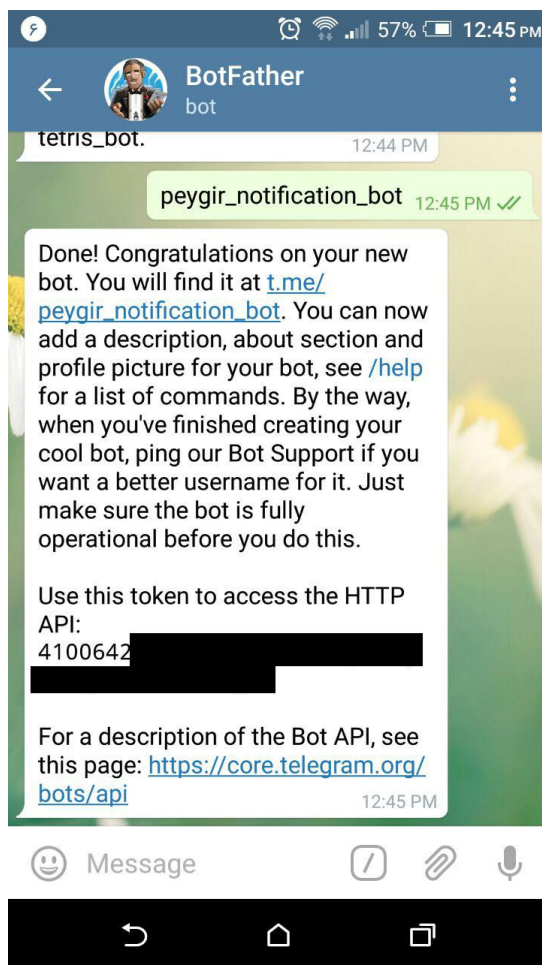 ۶ 57% 12:45 PM
BotFather
bot
tetris_bot.
12:44 PM
peygir_notification_bot 12:45 PM
Done! Congratulations on your new
bot. You will find it at t.me/
peygir_notification_bot. You can now
add a description, about section and
profile picture for your bot, see /help
for a list of commands. By the way,
when you've finished creating your
cool bot, ping our Bot Support if you
want a better username for it. Just
make sure the bot is fully
operational before you do this.
Use this token to access the HTTP
API:
4100642
For a description of the Bot API, see
this page: https://core.telegram.org/
bots/api
12:45 PM
Message